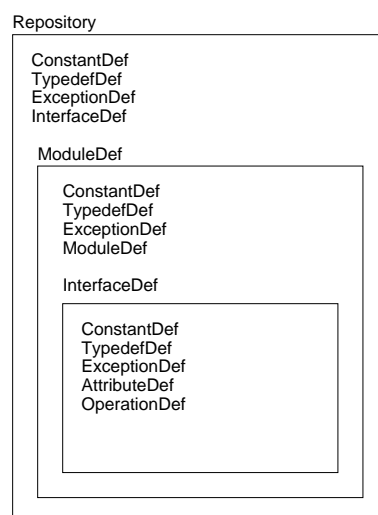 Repository
ConstantDef
TypedefDef
ExceptionDef
InterfaceDef
ModuleDef
ConstantDef
TypedefDef
ExceptionDef
ModuleDef
InterfaceDef
ConstantDef
TypedefDef
ExceptionDef
AttributeDef
OperationDef